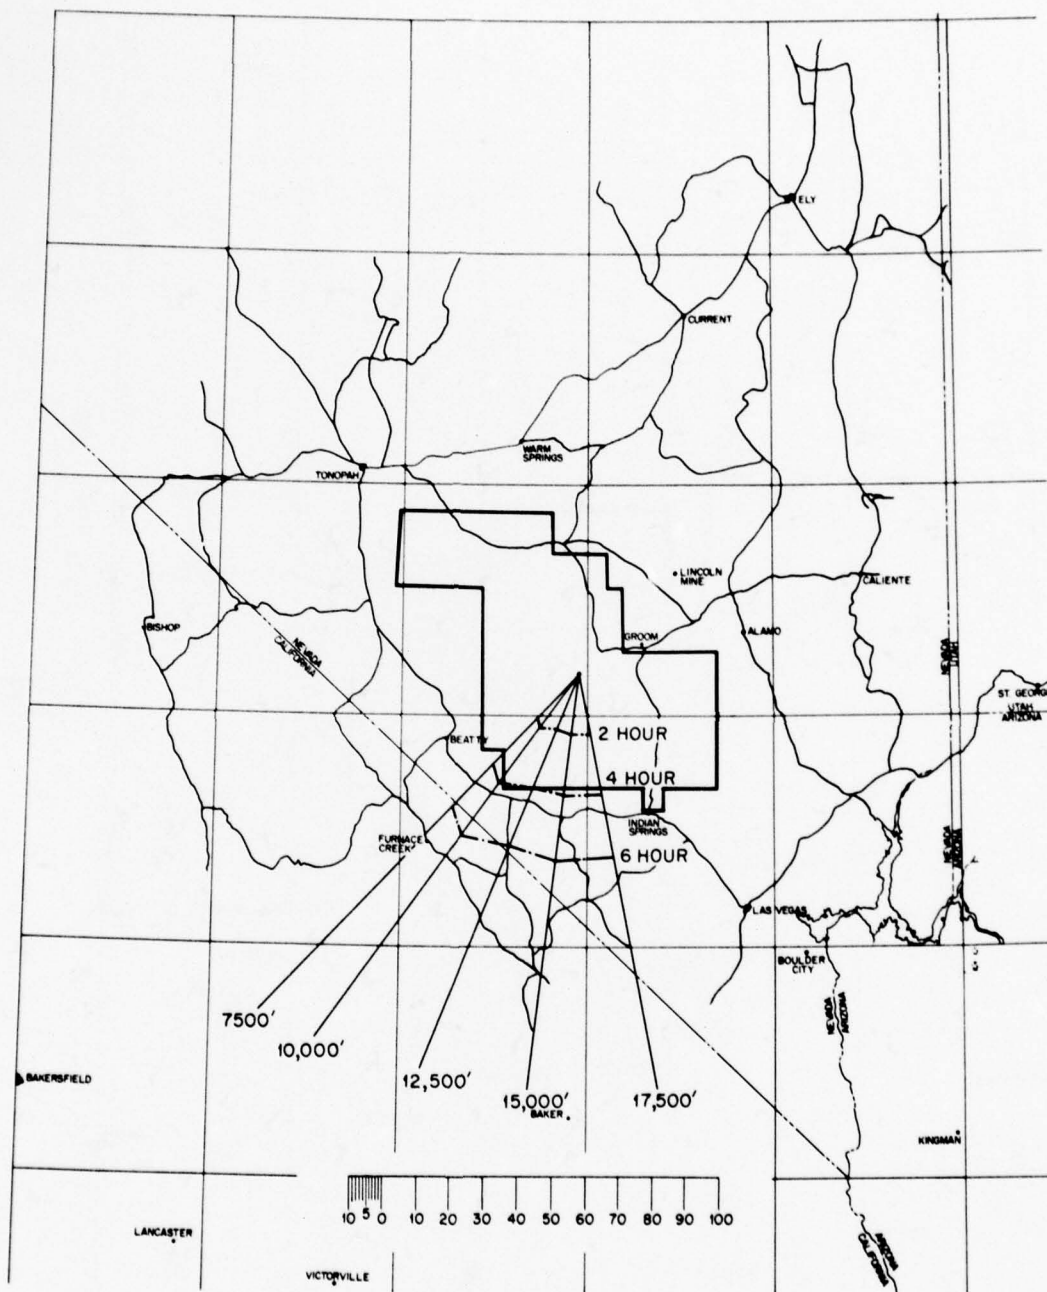 ELY
CURRENT
WARM
SPRINGS
TONOPAH
LINCOLN
MINE
CALIENTE
BISHOP
NEVADA
CALIFORNIA
GROOM
ALAMO
NEVADA
UTAH
ST. GEORGE
UTAH
ARIZONA
BEATTY
2 HOUR
4 HOUR
INDIAN
SPRINGS
FURNACE
CREEK
6 HOUR
NEVADA
ARIZONA
LAS VEGAS
BOULDER
CITY
NEVADA
ARIZONA
7500'
10,000'
12,500'
15,000'
17,500'
BAKER
BAKERSFIELD
KINGMAN
10 5 0 10 20 30 40 50 60 70 80 90 100
LANCASTER
ARIZONA
CALIFORNIA
VICTORVILLE